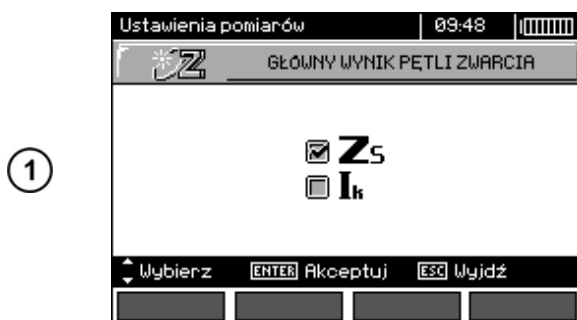 Ustawienia pomiarów 09:48
Z GŁÓWNY WYNIK PĘTLI ZWARCIA
1
Zs
Ik
Wybierz ENTER Akceptuj ESC Wyjdź